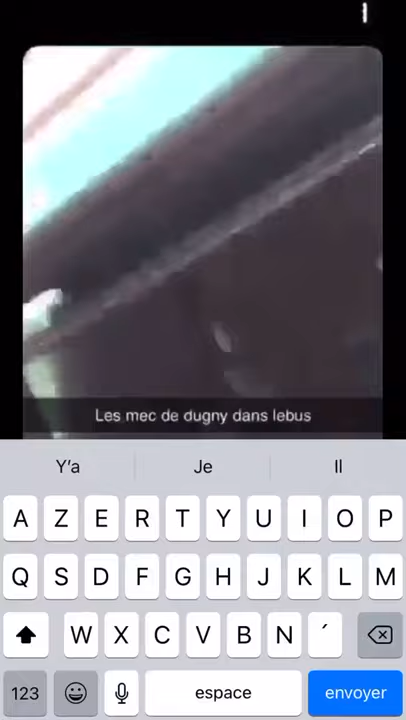 Les mec de dugny dans lebus
Y'a Je Il
A Z E R T Y U I O P
Q S D F G H J K L M
W X C V B N ´
123 espace envoyer